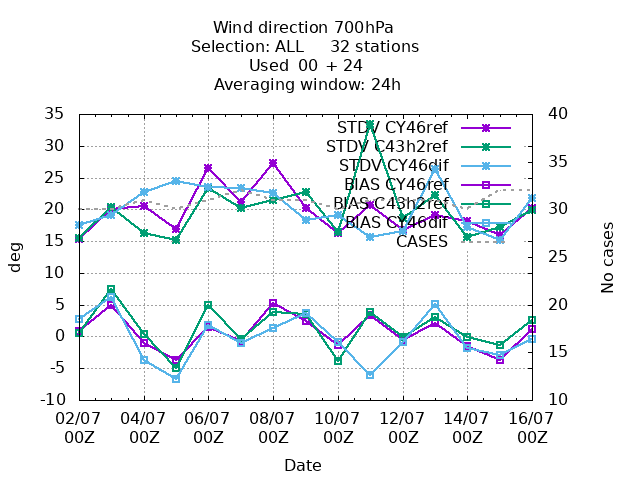 Wind direction 700hPa
Selection: ALL 32 stations
Used 00 + 24
Averaging window: 24h
35
30
25
20
15
10
5
0
-5
-10
40
35
30
25
20
15
10
deg
No cases
STDV CY46ref
STDV C43h2ref
STDV CY46dif
BIAS CY46ref
BIAS C43h2ref
BIAS CY46dif
CASES
02/07 04/07 06/07 08/07 10/07 12/07 14/07 16/07
00Z 00Z 00Z 00Z 00Z 00Z 00Z 00Z
Date